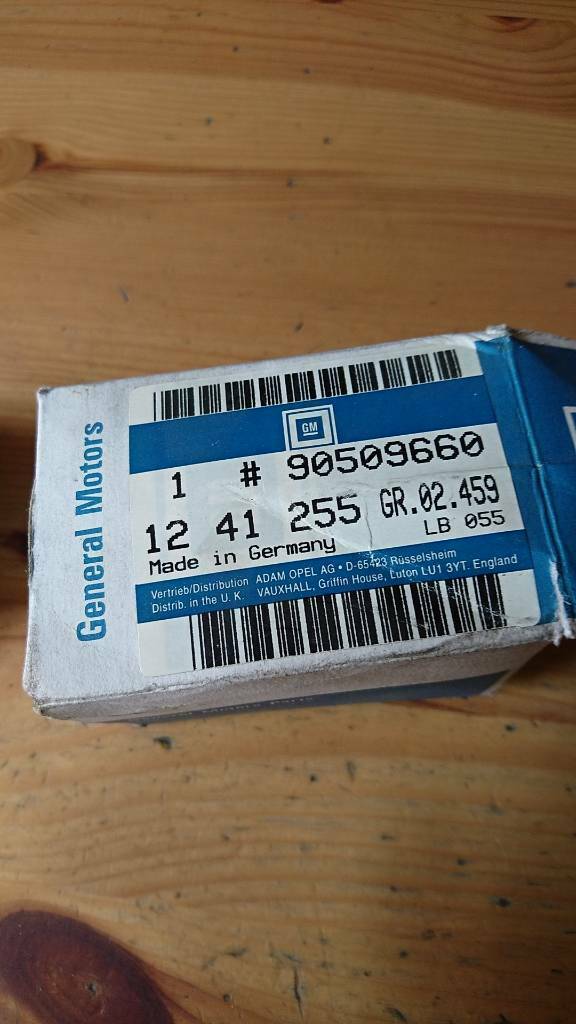 General Motors
GM
1 # 90509660
12 41 255 GR.02.459
Made in Germany LB 055
Vertrieb/Distribution ADAM OPEL AG • D-65423 Rüsselsheim
Distrib. in the U. K. VAUXHALL, Griffin House, Luton LU1 3YT. England